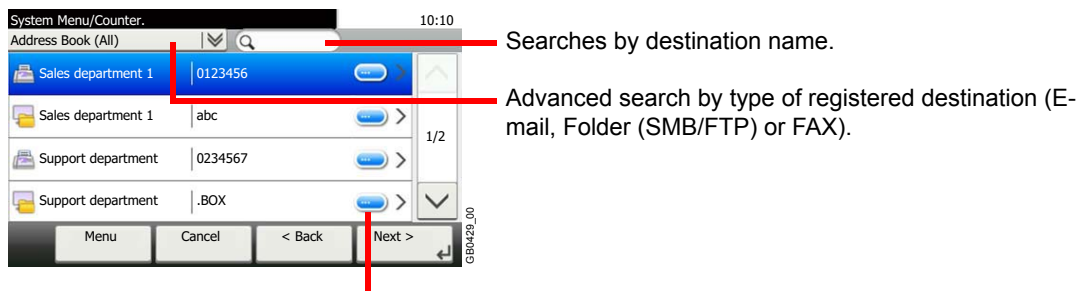 System Menu/Counter. 10:10
Address Book (All)
Searches by destination name.
Sales department 1 0123456
Advanced search by type of registered destination (E-
mail, Folder (SMB/FTP) or FAX).
Sales department 1 abc
1/2
Support department 0234567
Support department .BOX
Menu Cancel < Back Next >
GB0429_00